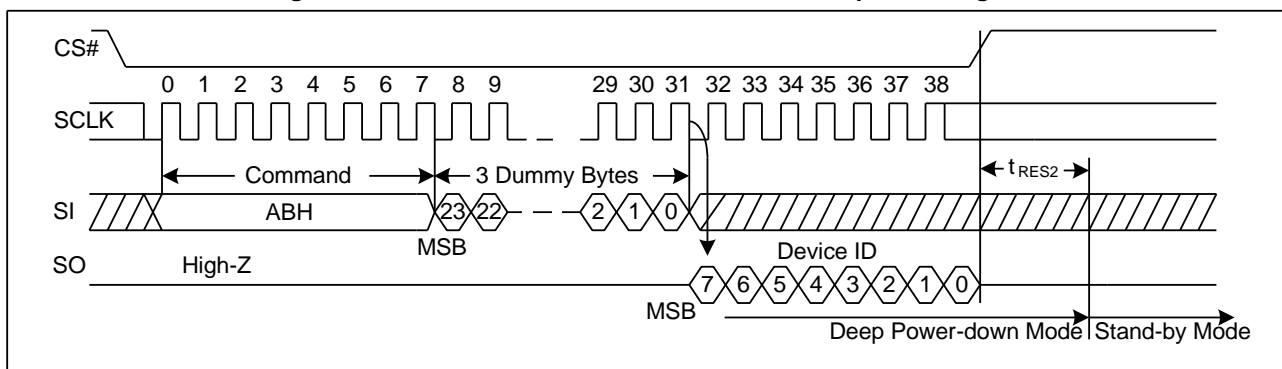 CS#
0 1 2 3 4 5 6 7 8 9 29 30 31 32 33 34 35 36 37 38
SCLK
Command 3 Dummy Bytes tRES2
SI ABH 23 22 2 1 0
MSB Device ID
SO High-Z
7 6 5 4 3 2 1 0
MSB
Deep Power-down Mode Stand-by Mode